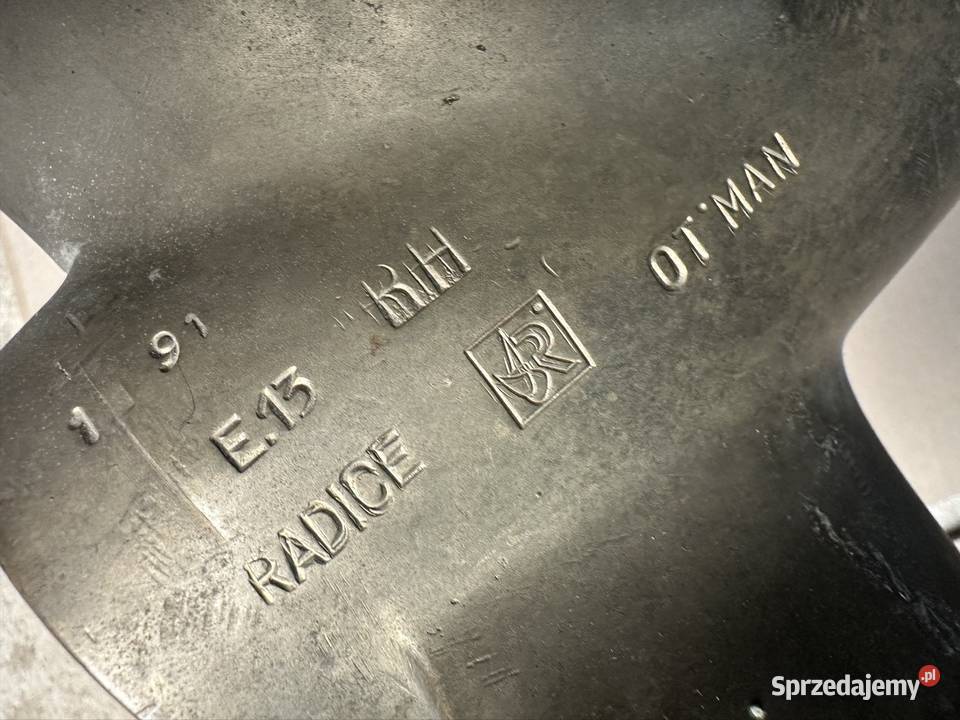 OT·MAN
RH
R
1 91
E.13
RADICE
Sprzedajemy.pl